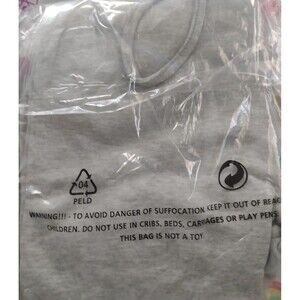 04
PELD
WARNING!!! - TO AVOID DANGER OF SUFFOCATION KEEP IT OUT OF REAC
CHILDREN. DO NOT USE IN CRIBS, BEDS, CARRIAGES OR PLAY PENS
THIS BAG IS NOT A TOY